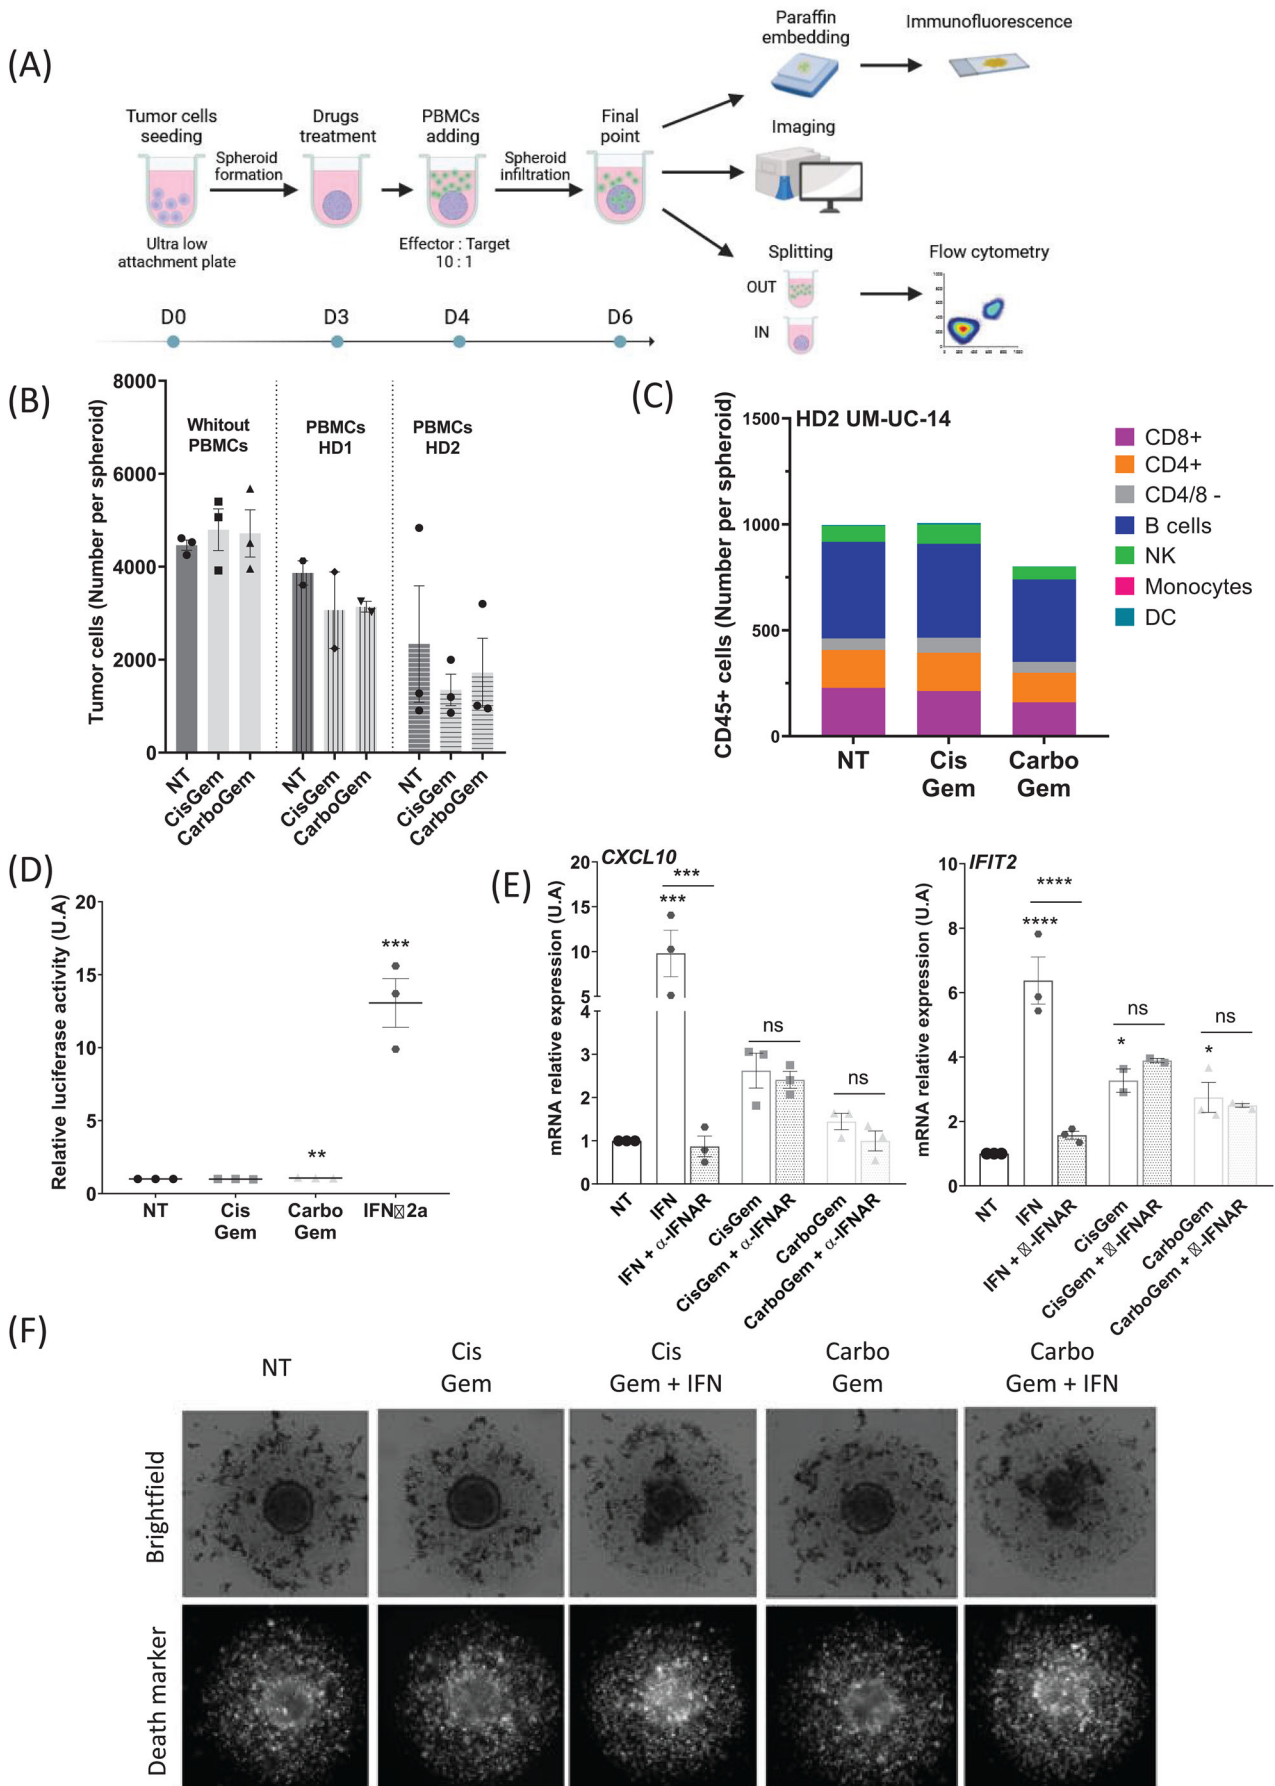 (A)
Tumor cells
seeding
Spheroid
formation
Drugs
treatment
PBMCs
adding
Spheroid
infiltration
Final
point
Paraffin
embedding
Immunofluorescence
Imaging
Ultra low
attachment plate
Effector : Target
10 : 1
Splitting
OUT
IN
Flow cytometry
D0
D3
D4
D6
(B)
Tumor cells (Number per spheroid)
8000
6000
4000
2000
0
Whitout
PBMCs
PBMCs
HD1
PBMCs
HD2
NT
CisGem
CarboGem
NT
CisGem
CarboGem
NT
CisGem
CarboGem
(C)
CD45+ cells (Number per spheroid)
HD2 UM-UC-14
1500
1000
500
0
NT
Cis
Gem
Carbo
Gem
CD8+
CD4+
CD4/8 -
B cells
NK
Monocytes
DC
(D)
Relative luciferase activity (U.A)
20
15
10
5
0
**
***
NT
Cis
Gem
Carbo
Gem
IFN▯2a
(E)
CXCL10
mRNA relative expression (U.A)
20
15
10
5
4
3
2
1
0
***
***
ns
ns
NT
IFN
IFN + α-IFNAR
CisGem
CisGem + α-IFNAR
CarboGem
CarboGem + α-IFNAR
IFIT2
mRNA relative expression (U.A)
10
8
6
4
2
0
****
****
ns
*
ns
*
NT
IFN
IFN + ▯-IFNAR
CisGem
CisGem + ▯-IFNAR
CarboGem
CarboGem + ▯-IFNAR
(F)
NT
Cis
Gem
Cis
Gem + IFN
Carbo
Gem
Carbo
Gem + IFN
Brightfield
Death marker